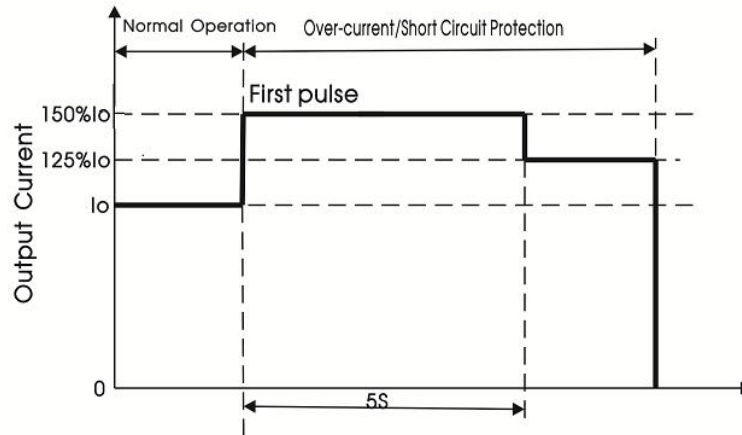 Normal Operation
Over-current/Short Circuit Protection
First pulse
150%Io
125%Io
Io
Output Current
0
5S